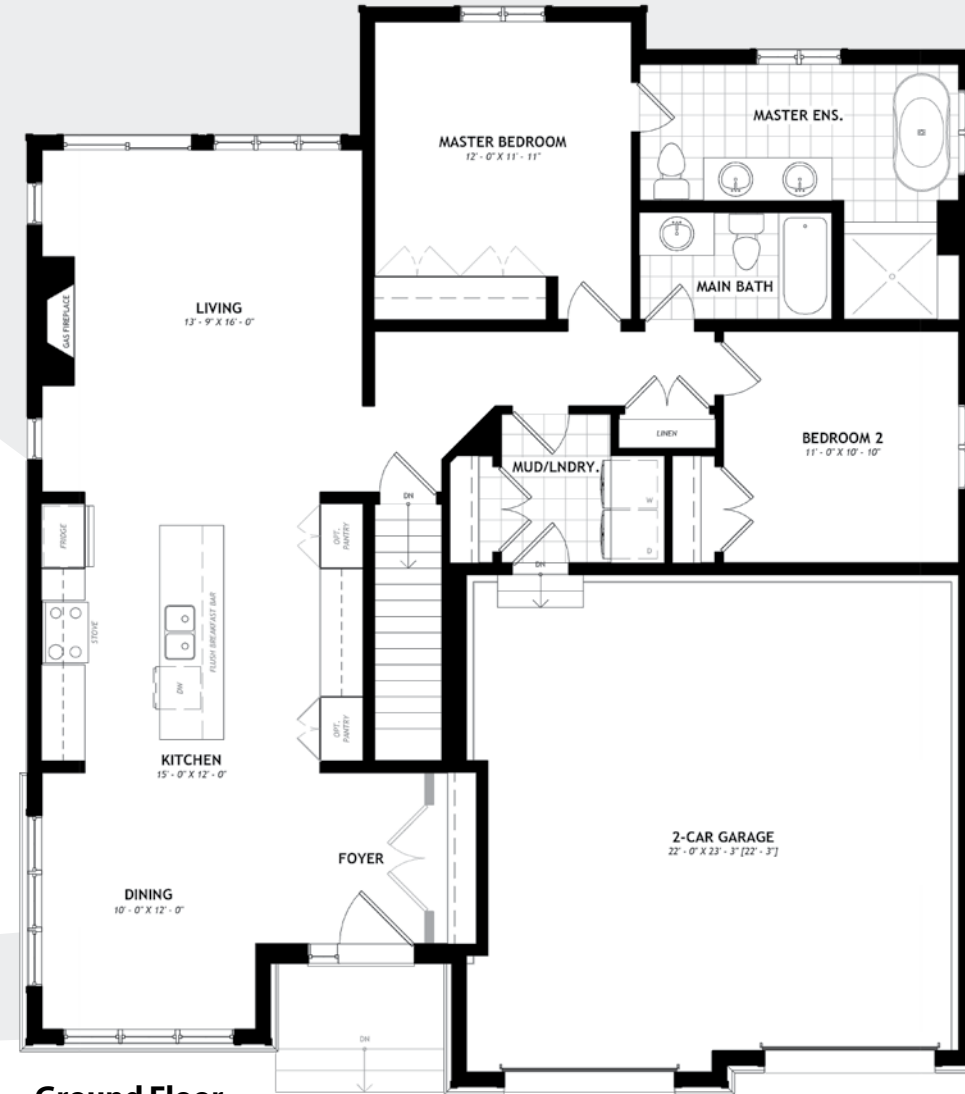 MASTER BEDROOM
12' - 0" X 11' - 11"
MASTER ENS.
MAIN BATH
LIVING
13' - 9" X 16' - 0"
GAS FIREPLACE
LINEN
BEDROOM 2
11' - 0" X 10' - 10"
MUD/LNDRY.
W
D
DN
DN
FRIDGE
STOVE
DW
FLUSH BREAKFAST BAR
OPT.
PANTRY
OPT.
PANTRY
KITCHEN
15' - 0" X 12' - 0"
FOYER
DINING
10' - 0" X 12' - 0"
2-CAR GARAGE
22' - 0" X 23' - 3" [22' - 3"]
DN
Ground Floor